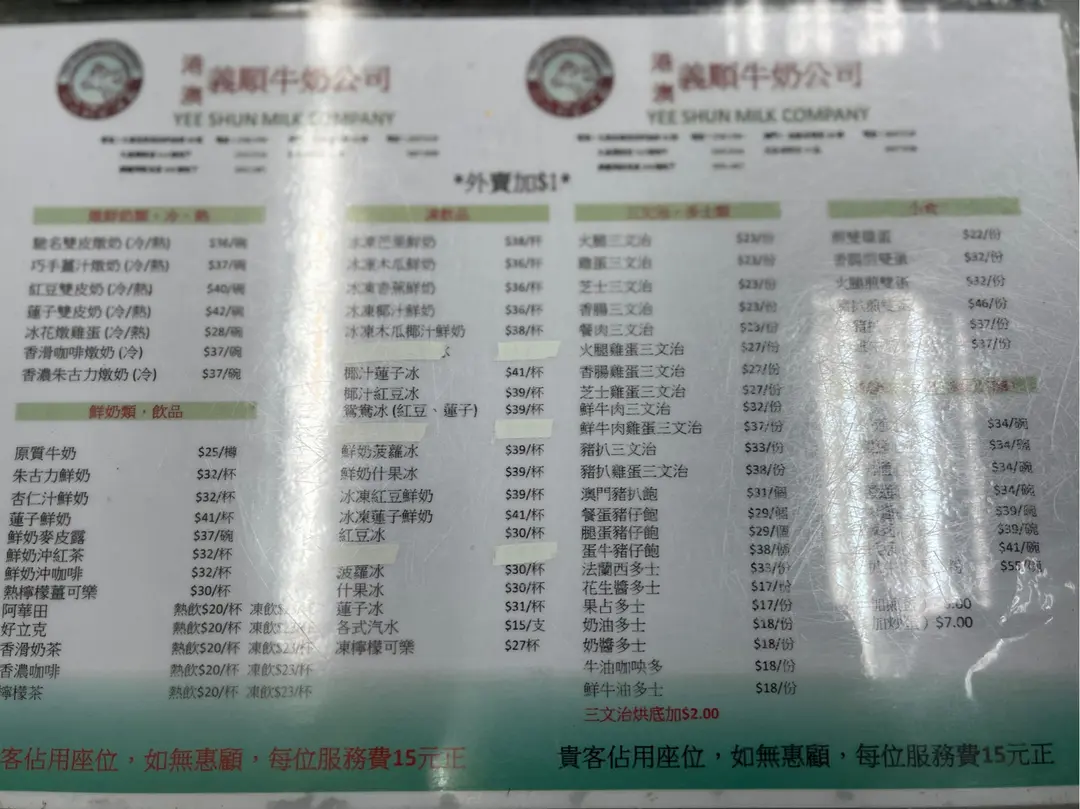 港澳 義順牛奶公司
YEE SHUN MILK COMPANY
港澳 義順牛奶公司
YEE SHUN MILK COMPANY
*外賣加$1*
馳名雙皮燉奶 (冷/熱) $36/碗
巧手薑汁燉奶 (冷/熱) $37/碗
紅豆雙皮奶 (冷/熱) $40/碗
蓮子雙皮奶 (冷/熱) $42/碗
冰花燉雞蛋 (冷/熱) $28/碗
香滑咖啡燉奶 (冷) $37/碗
香濃朱古力燉奶 (冷) $37/碗
鮮奶類，飲品
原質牛奶 $25/樽
朱古力鮮奶 $32/杯
杏仁汁鮮奶 $32/杯
蓮子鮮奶 $41/杯
鮮奶麥皮露 $37/碗
鮮奶沖紅茶 $32/杯
鮮奶沖咖啡 $32/杯
熱檸檬薑可樂 $30/杯
阿華田 熱飲$20/杯 凍飲
好立克 熱飲$20/杯 凍飲$23/杯
香滑奶茶 熱飲$20/杯 凍飲$23/杯
香濃咖啡 熱飲$20/杯 凍飲$23/杯
檸檬茶 熱飲$20/杯 凍飲$23/杯
凍飲品
冰凍芒果鮮奶 $38/杯
冰凍木瓜鮮奶 $36/杯
冰凍香蕉鮮奶 $36/杯
冰凍椰汁鮮奶 $36/杯
冰凍木瓜椰汁鮮奶 $38/杯
椰汁蓮子冰 $41/杯
椰汁紅豆冰 $39/杯
鴛鴦冰 (紅豆、蓮子) $39/杯
鮮奶菠蘿冰 $39/杯
鮮奶什果冰 $39/杯
冰凍紅豆鮮奶 $39/杯
冰凍蓮子鮮奶 $41/杯
紅豆冰 $30/杯
菠蘿冰 $30/杯
什果冰 $30/杯
蓮子冰 $31/杯
各式汽水 $15/支
凍檸檬可樂 $27杯
三文治，多士類
火腿三文治 $23/份
雞蛋三文治 $23/份
芝士三文治 $23/份
香腸三文治 $23/份
餐肉三文治 $23/份
火腿雞蛋三文治 $27/份
香腸雞蛋三文治 $27/份
芝士雞蛋三文治 $27/份
鮮牛肉三文治 $32/份
鮮牛肉雞蛋三文治 $37/份
豬扒三文治 $33/份
豬扒雞蛋三文治 $38/份
澳門豬扒飽 $31/個
餐蛋豬仔飽 $29/個
腿蛋豬仔飽 $29/個
蛋牛豬仔飽 $38/個
法蘭西多士 $33/份
花生醬多士 $17/份
果占多士 $17/份
奶油多士 $18/份
奶醬多士 $18/份
牛油咖央多 $18/份
鮮牛油多士 $18/份
三文治烘底加$2.00
小食
煎雙雞蛋 $22/份
香腸煎雙蛋 $32/份
火腿煎雙蛋 $32/份
豬扒煎雙蛋 $46/份
$37/份
$37/份
$34/碗
$34/碗
$34/碗
$34/碗
$39/碗
$39/碗
$41/碗
$55/碗
$7.00
客佔用座位，如無惠顧，每位服務費15元正
貴客佔用座位，如無惠顧，每位服務費15元正